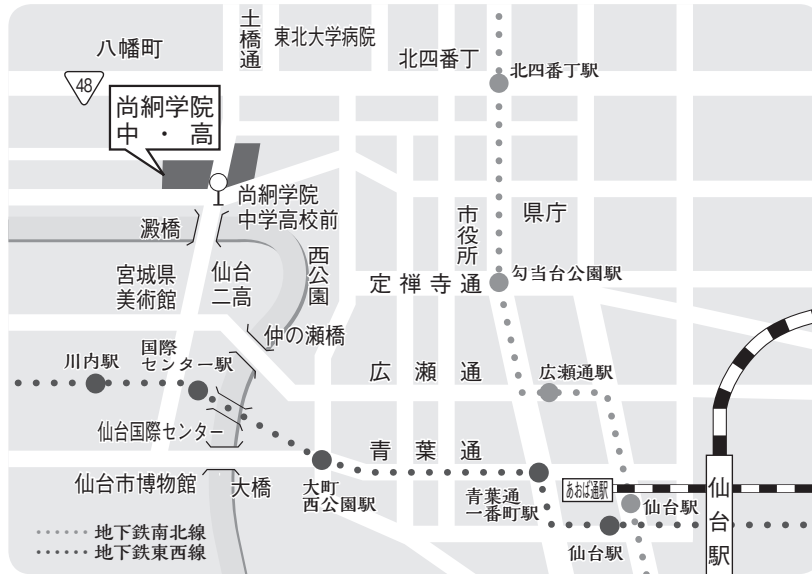 八幡町
土橋通
東北大学病院
北四番丁
北四番丁駅
48
尚絅学院
中・高
尚絅学院
中学高校前
澱橋
西公園
市役所
県庁
宮城県
美術館
仙台
二高
定禅寺通
勾当台公園駅
仲の瀬橋
川内駅
国際
センター駅
広瀬通
広瀬通駅
仙台国際センター
青葉通
仙台市博物館
大橋
大町
西公園駅
青葉通
一番町駅
あおば通駅
仙台駅
仙台駅
仙台駅
地下鉄南北線
地下鉄東西線